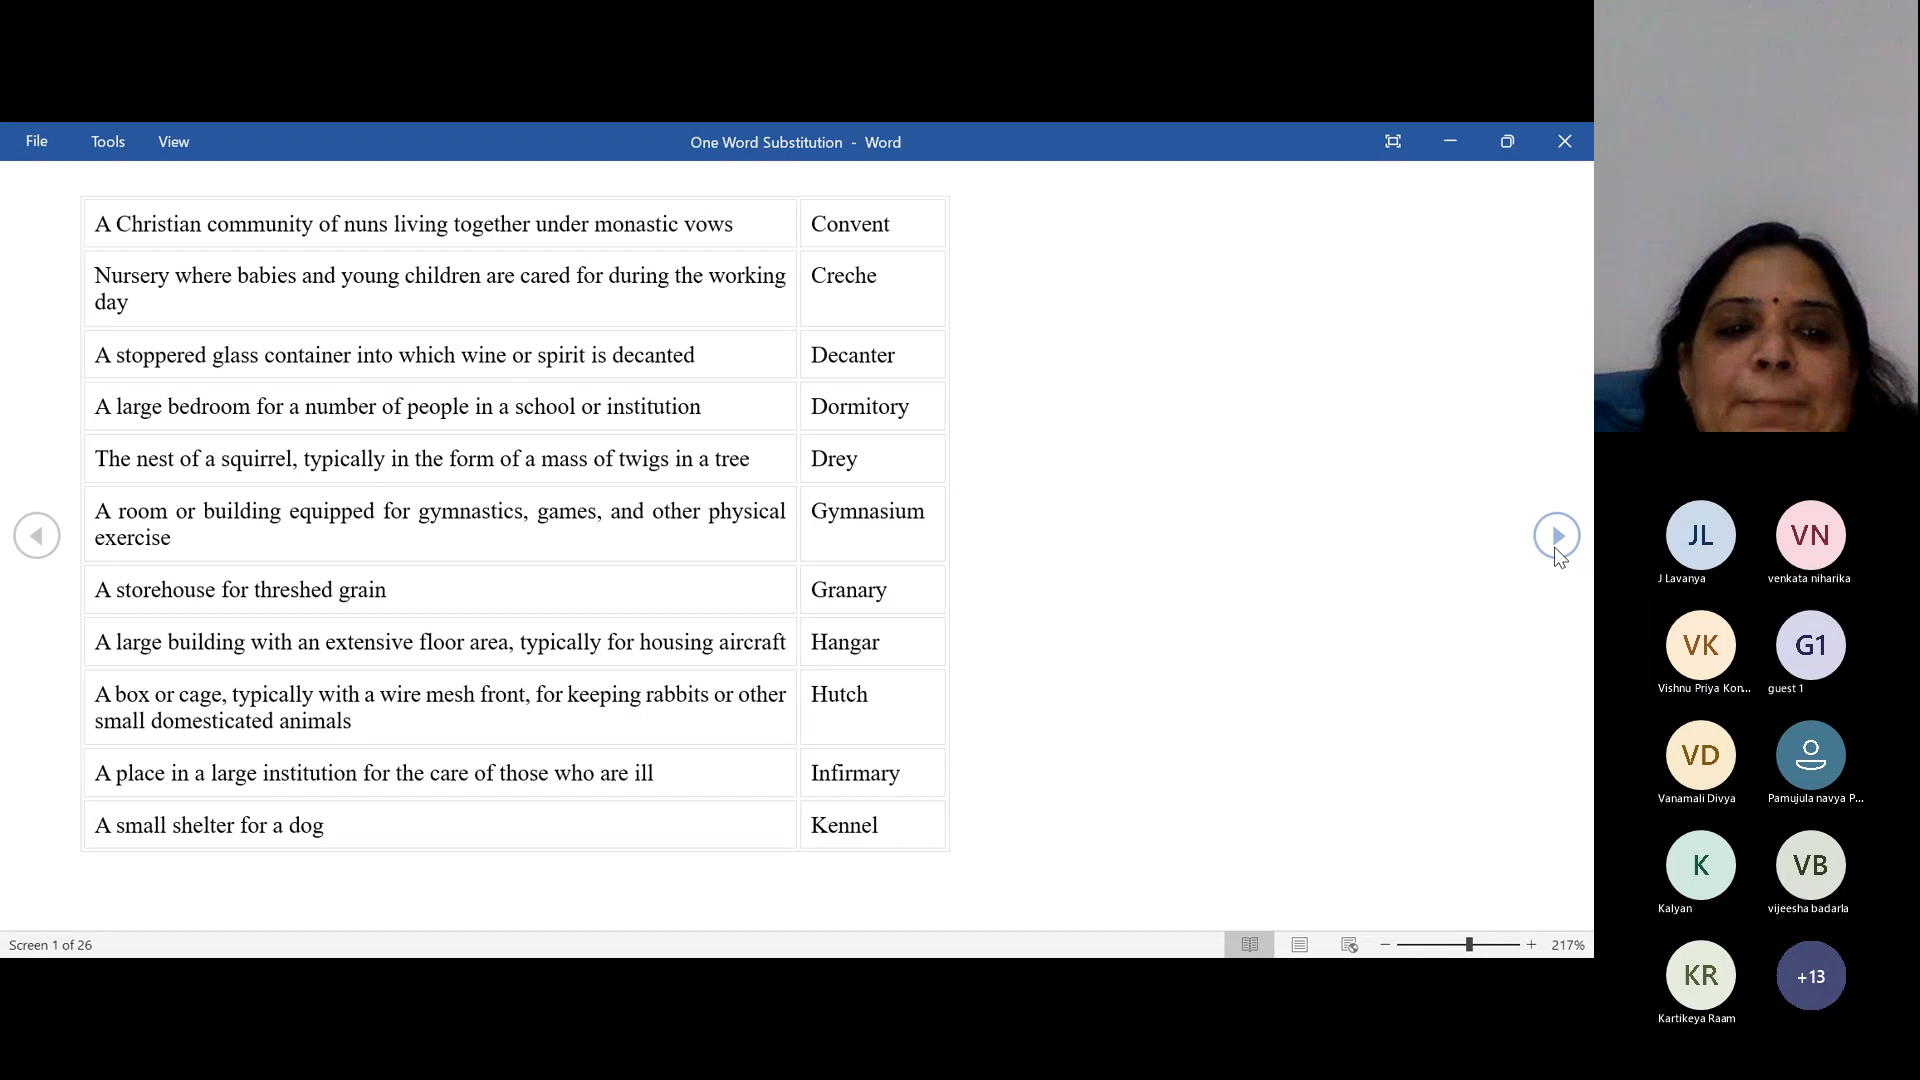 File Tools View One Word Substitution - Word
A Christian community of nuns living together under monastic vows Convent
Nursery where babies and young children are cared for during the working Creche
day
A stoppered glass container into which wine or spirit is decanted Decanter
A large bedroom for a number of people in a school or institution Dormitory
The nest of a squirrel, typically in the form of a mass of twigs in a tree Drey
A room or building equipped for gymnastics, games, and other physical Gymnasium
exercise
A storehouse for threshed grain Granary
A large building with an extensive floor area, typically for housing aircraft Hangar
A box or cage, typically with a wire mesh front, for keeping rabbits or other Hutch
small domesticated animals
A place in a large institution for the care of those who are ill Infirmary
A small shelter for a dog Kennel
Screen 1 of 26 217%
JL VN
J Lavanya venkata niharika
VK G1
Vishnu Priya Kon... guest 1
VD
Vanamali Divya Pamujula navya P...
K VB
Kalyan vijeesha badarla
KR +13
Kartikeya Raam